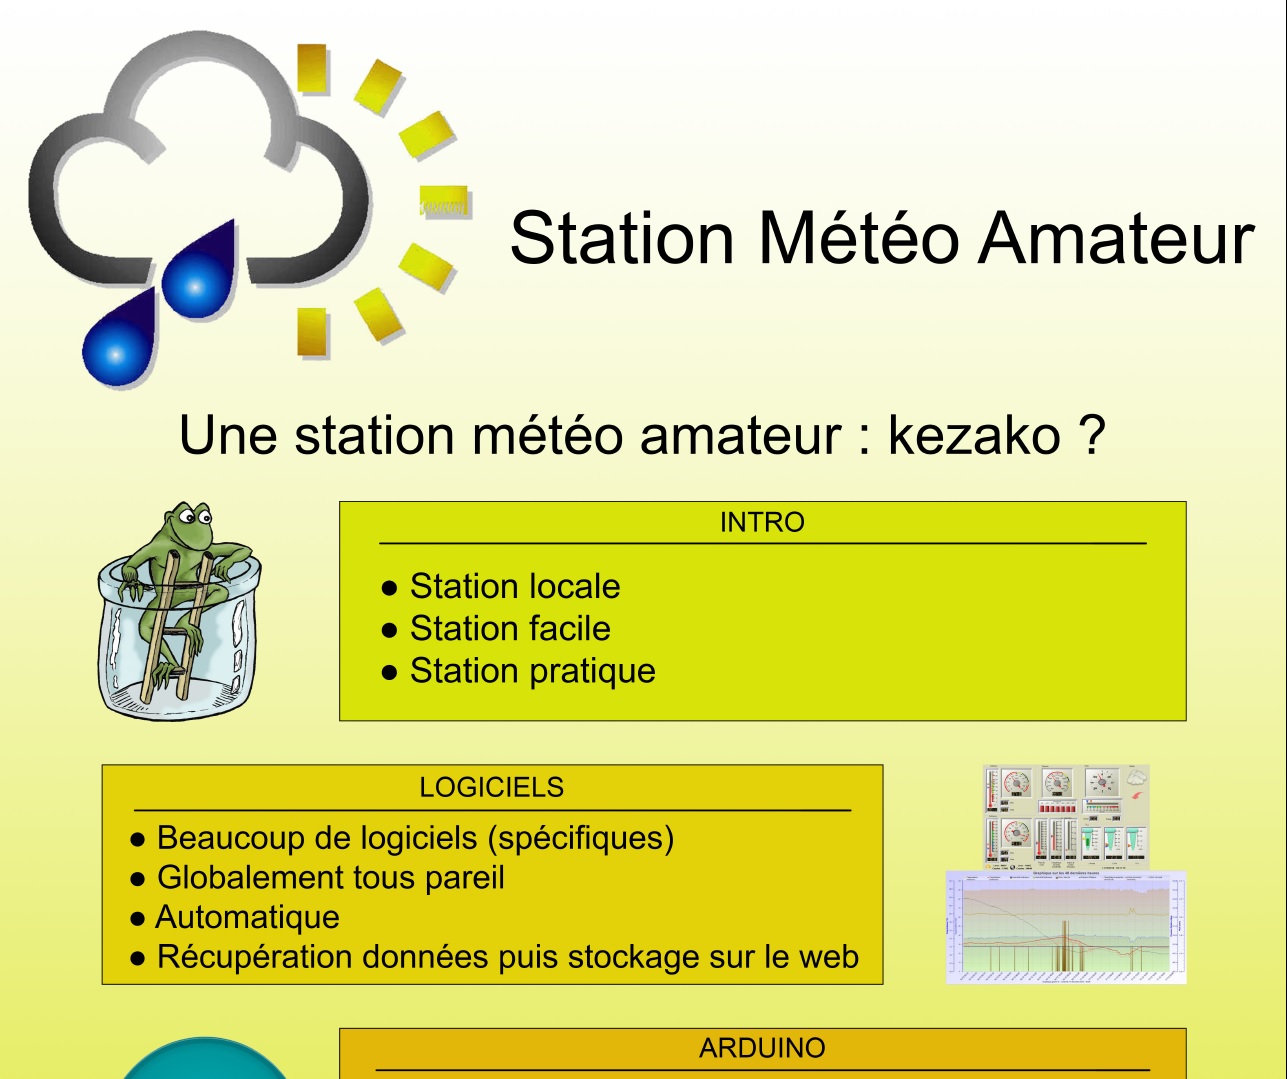 Station Météo Amateur
Une station météo amateur : kezako ?
INTRO
● Station locale
● Station facile
● Station pratique
LOGICIELS
● Beaucoup de logiciels (spécifiques)
● Globalement tous pareil
● Automatique
● Récupération données puis stockage sur le web
ARDUINO